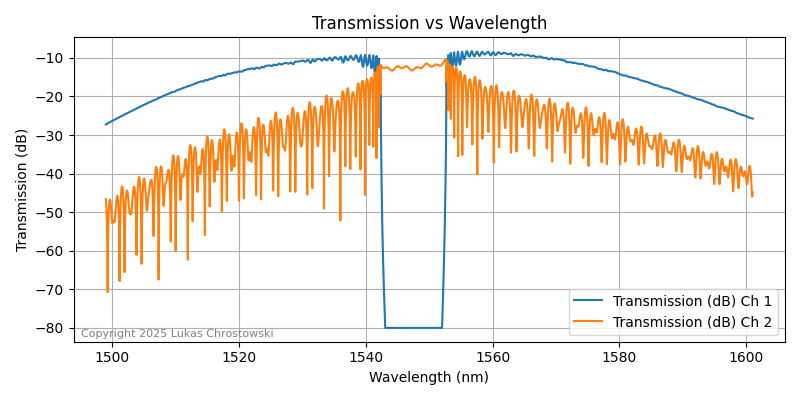 Transmission vs Wavelength
Transmission (dB)
−10
−20
−30
−40
−50
−60
−70
−80
Copyright 2025 Lukas Chrostowski
Transmission (dB) Ch 1
Transmission (dB) Ch 2
1500 1520 1540 1560 1580 1600
Wavelength (nm)